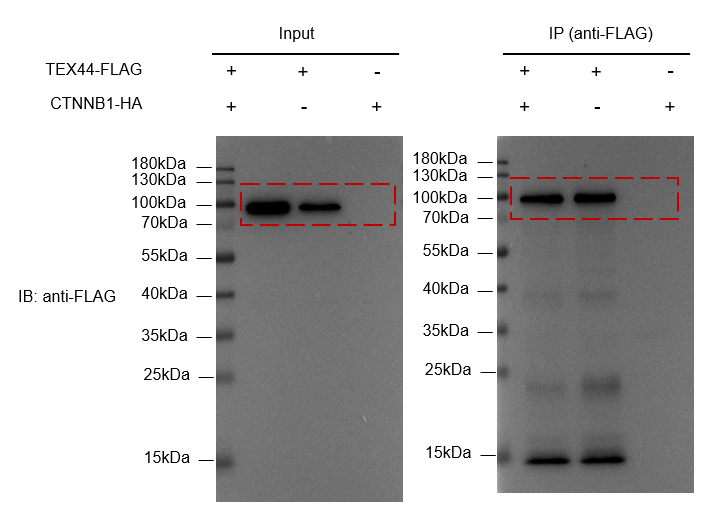 Input IP (anti-FLAG)
TEX44-FLAG + + - + + -
CTNNB1-HA + - + + - +
180kDa 180kDa
130kDa 130kDa
100kDa 100kDa
70kDa 70kDa
55kDa 55kDa
IB: anti-FLAG 40kDa 40kDa
35kDa 35kDa
25kDa 25kDa
15kDa 15kDa